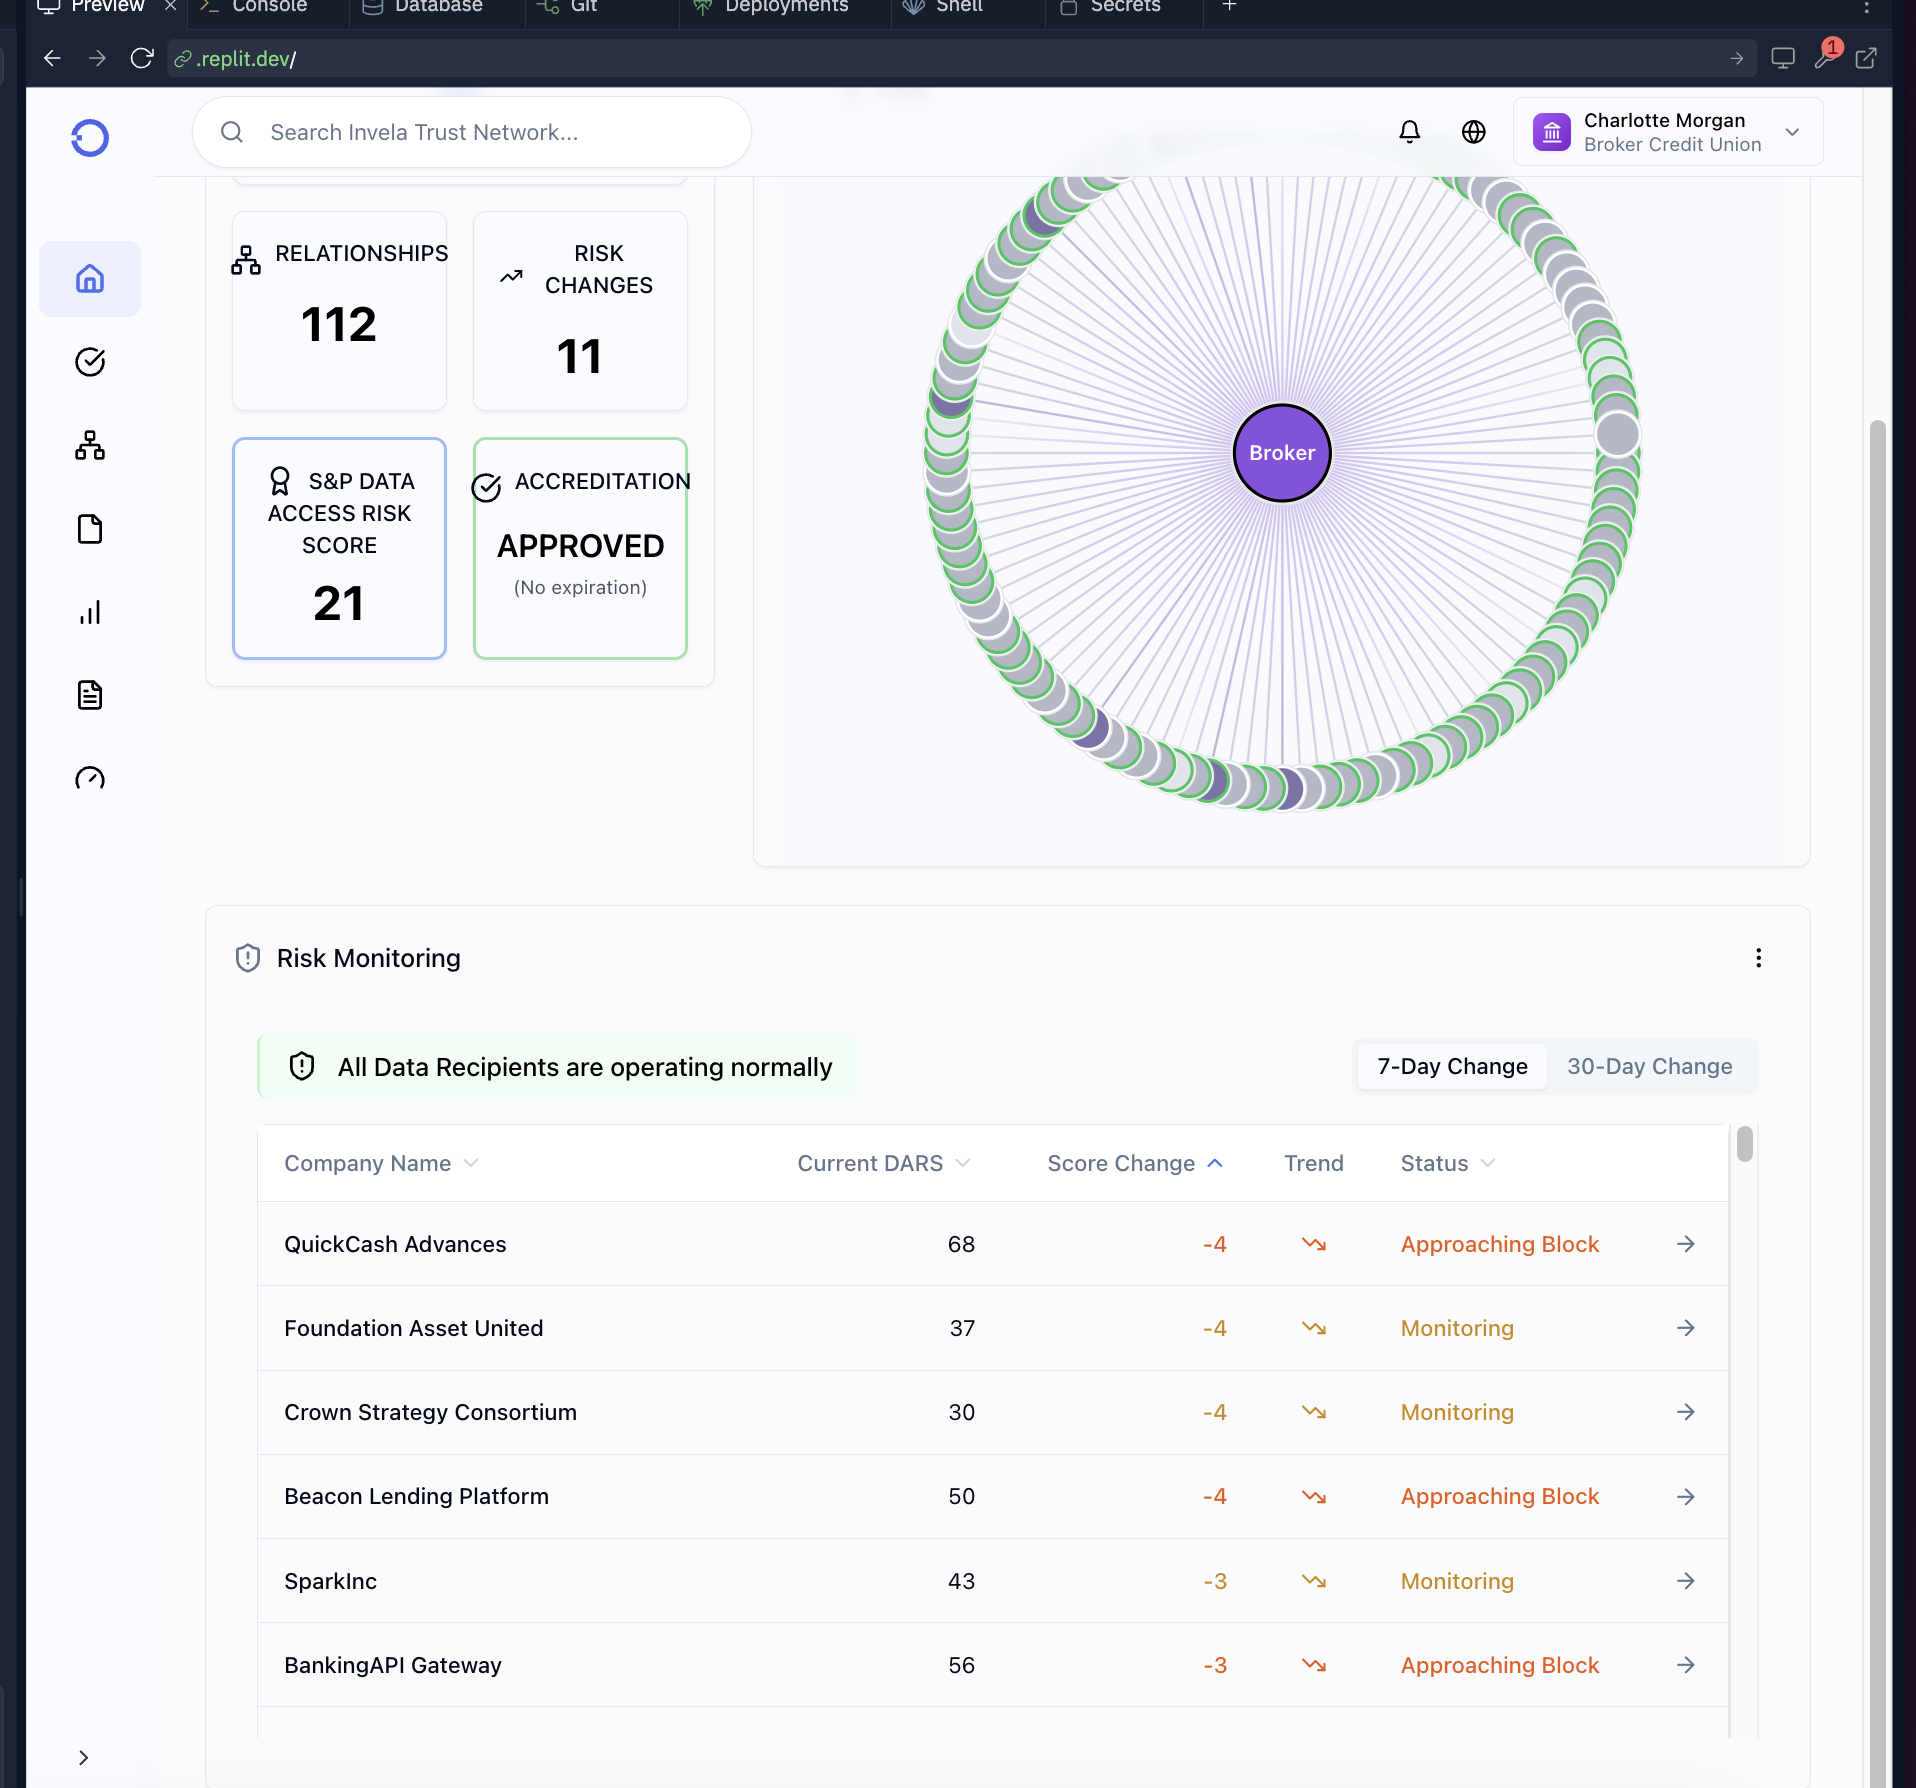 Preview
Console
Database
Git
Deployments
Shell
Secrets
.replit.dev/
1
Search Invela Trust Network...
Charlotte Morgan
Broker Credit Union
RELATIONSHIPS
112
RISK
CHANGES
11
S&P DATA
ACCESS RISK
SCORE
21
ACCREDITATION
APPROVED
(No expiration)
Broker
Risk Monitoring
All Data Recipients are operating normally
7-Day Change
30-Day Change
Company Name Current DARS Score Change Trend Status
QuickCash Advances 68 -4 Approaching Block
Foundation Asset United 37 -4 Monitoring
Crown Strategy Consortium 30 -4 Monitoring
Beacon Lending Platform 50 -4 Approaching Block
SparkInc 43 -3 Monitoring
BankingAPI Gateway 56 -3 Approaching Block